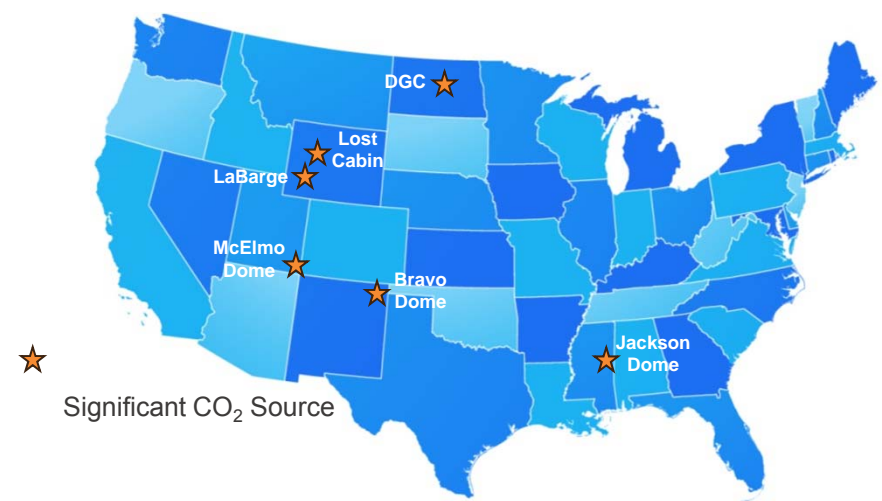 DGC
Lost
Cabin
LaBarge
McElmo
Dome
Bravo
Dome
Jackson
Dome
Significant CO₂ Source